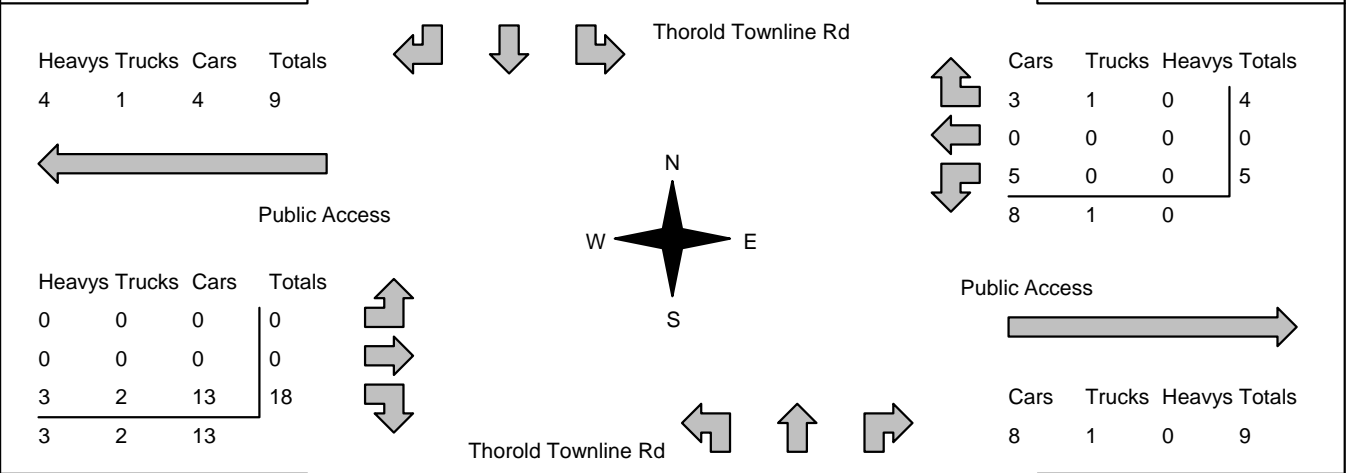 Thorold Townline Rd
Heavys Trucks Cars Totals
4 1 4 9
Cars Trucks Heavys Totals
3 1 0 4
0 0 0 0
5 0 0 5
8 1 0
Public Access
N
W E
S
Heavys Trucks Cars Totals
0 0 0 0
0 0 0 0
3 2 13 18
3 2 13
Public Access
Cars Trucks Heavys Totals
8 1 0 9
Thorold Townline Rd